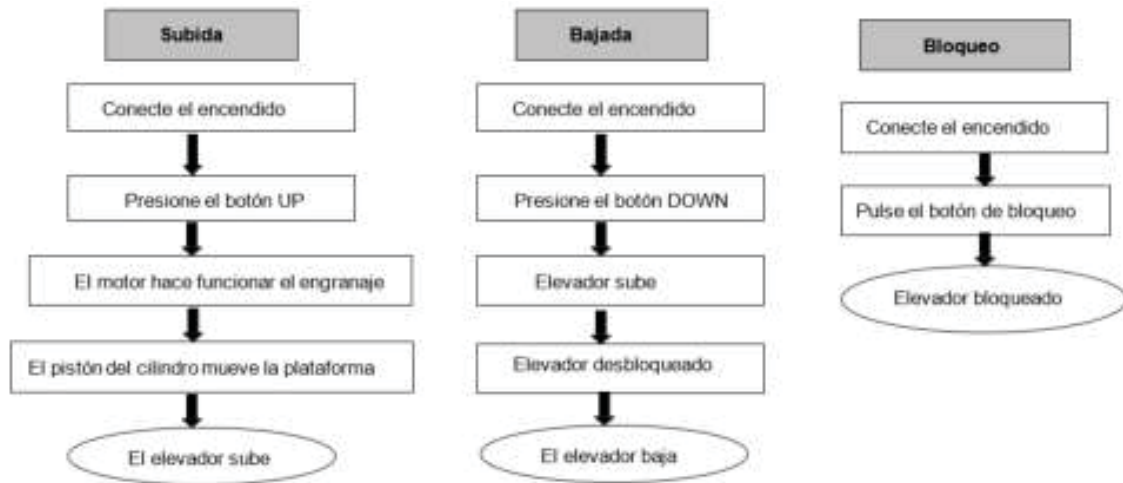 Subida
Conecte el encendido
Presione el botón UP
El motor hace funcionar el engranaje
El pistón del cilindro mueve la plataforma
El elevador sube
Bajada
Conecte el encendido
Presione el botón DOWN
Elevador sube
Elevador desbloqueado
El elevador baja
Bloqueo
Conecte el encendido
Pulse el botón de bloqueo
Elevador bloqueado